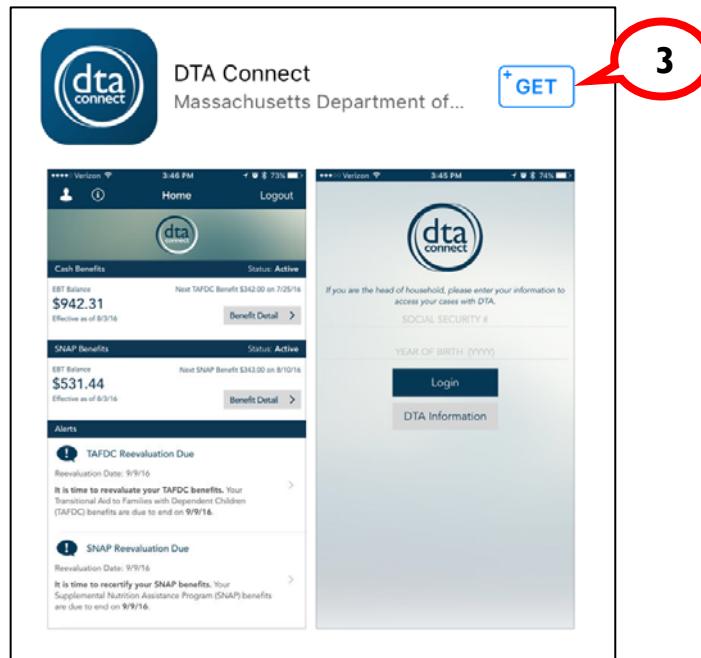 dta
connect
DTA Connect
Massachusetts Department of...
+ GET
3
Verizon 3:46 PM 73%
Home Logout
dta
connect
Cash Benefits Status: Active
EBT Balance Next TAFDC Benefit $342.00 on 7/25/16
$942.31
Effective as of 8/3/16 Benefit Detail >
SNAP Benefits Status: Active
EBT Balance Next SNAP Benefit $343.00 on 8/10/16
$531.44
Effective as of 8/3/16 Benefit Detail >
Alerts
! TAFDC Reevaluation Due
Reevaluation Date: 9/9/16
It is time to reevaluate your TAFDC benefits. Your
Transitional Aid to Families with Dependent Children
(TAFDC) benefits are due to end on 9/9/16.
! SNAP Reevaluation Due
Reevaluation Date: 9/9/16
It is time to recertify your SNAP benefits. Your
Supplemental Nutrition Assistance Program (SNAP) benefits
are due to end on 9/9/16.
Verizon 3:45 PM 74%
dta
connect
If you are the head of household, please enter your information to
access your cases with DTA.
SOCIAL SECURITY #
YEAR OF BIRTH (YYYY)
Login
DTA Information